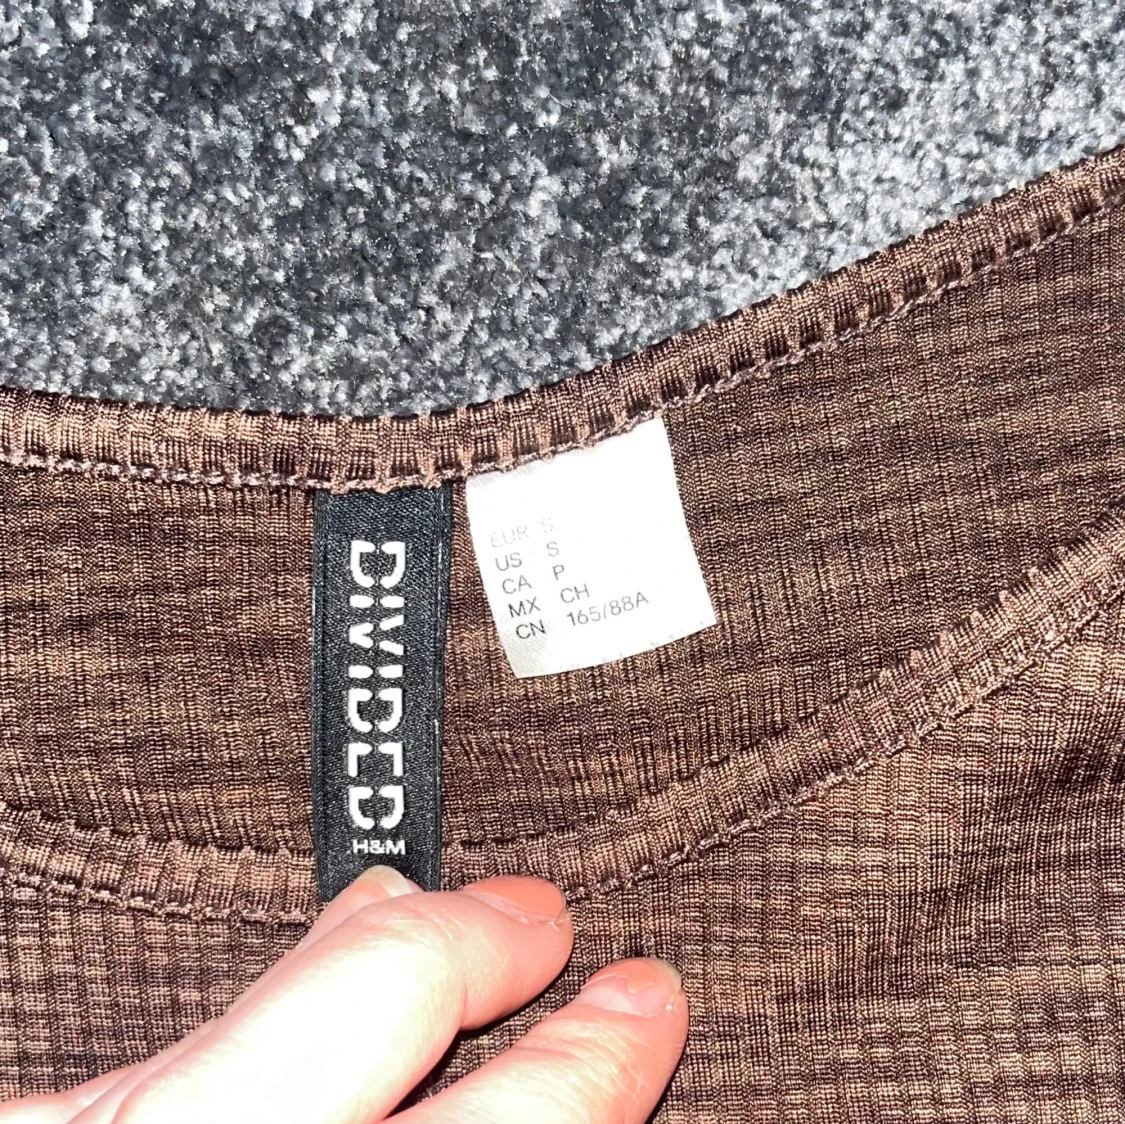 DIVIDED
H&M
EUR S
US S
CA P
MX CH
CN 165/88A